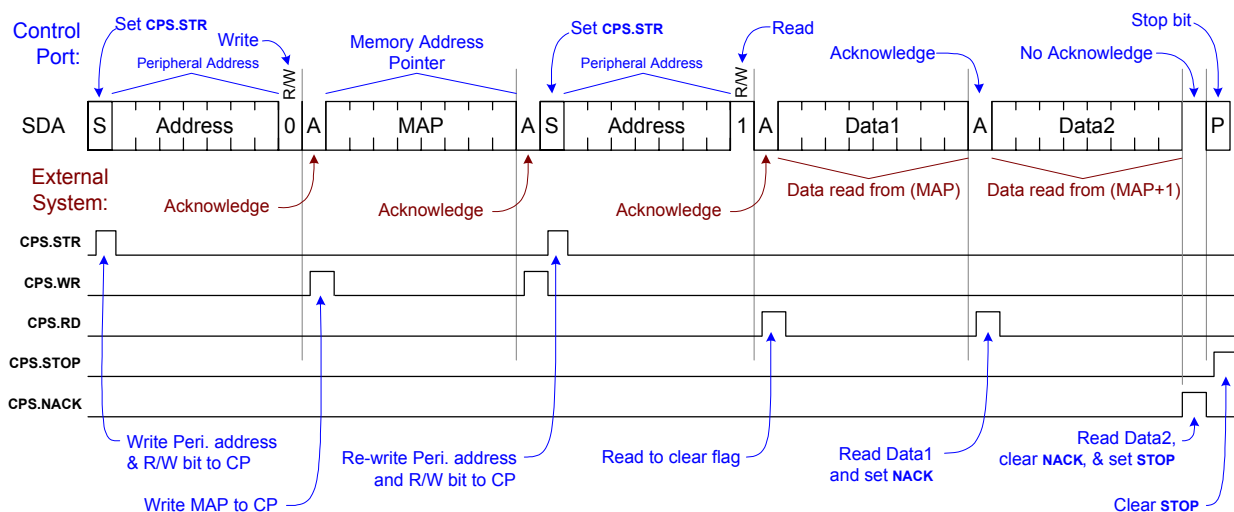 Control
Port:
Set CPS.STR
Write
Peripheral Address
R/W
Memory Address
Pointer
Set CPS.STR
Peripheral Address
Read
R/W
Acknowledge
No Acknowledge
Stop bit
SDA S Address 0 A MAP A S Address 1 A Data1 A Data2 P
External
System:
Acknowledge
Acknowledge
Acknowledge
Data read from (MAP)
Data read from (MAP+1)
CPS.STR
CPS.WR
CPS.RD
CPS.STOP
CPS.NACK
Write Peri. address
& R/W bit to CP
Write MAP to CP
Re-write Peri. address
and R/W bit to CP
Read to clear flag
Read Data1
and set NACK
Read Data2,
clear NACK, & set STOP
Clear STOP